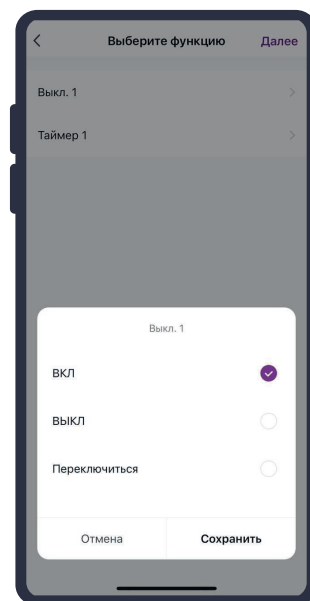 Выберите функцию Далее
Выкл. 1
Таймер 1
Выкл. 1
ВКЛ
ВЫКЛ
Переключиться
Отмена Сохранить